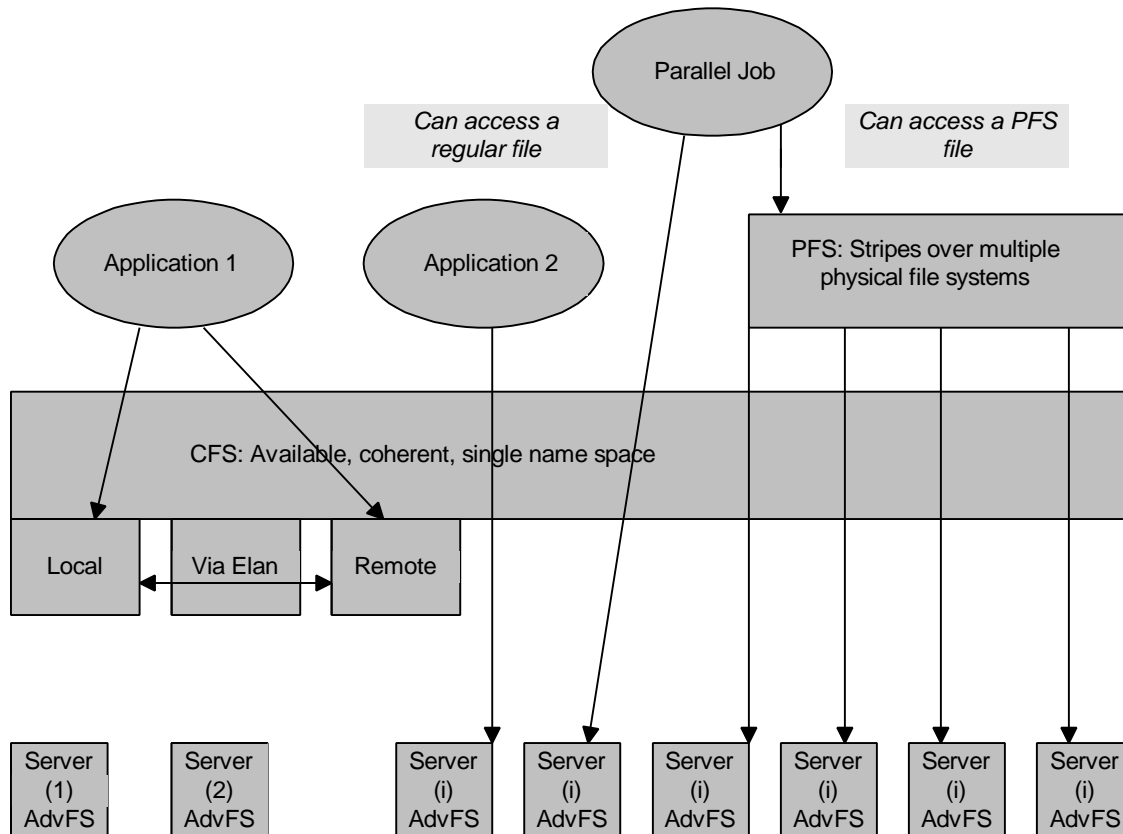 Parallel Job
Can access a
regular file
Can access a PFS
file
Application 1
Application 2
PFS: Stripes over multiple
physical file systems
CFS: Available, coherent, single name space
Local
Via Elan
Remote
Server
(1)
AdvFS
Server
(2)
AdvFS
Server
(i)
AdvFS
Server
(i)
AdvFS
Server
(i)
AdvFS
Server
(i)
AdvFS
Server
(i)
AdvFS
Server
(i)
AdvFS